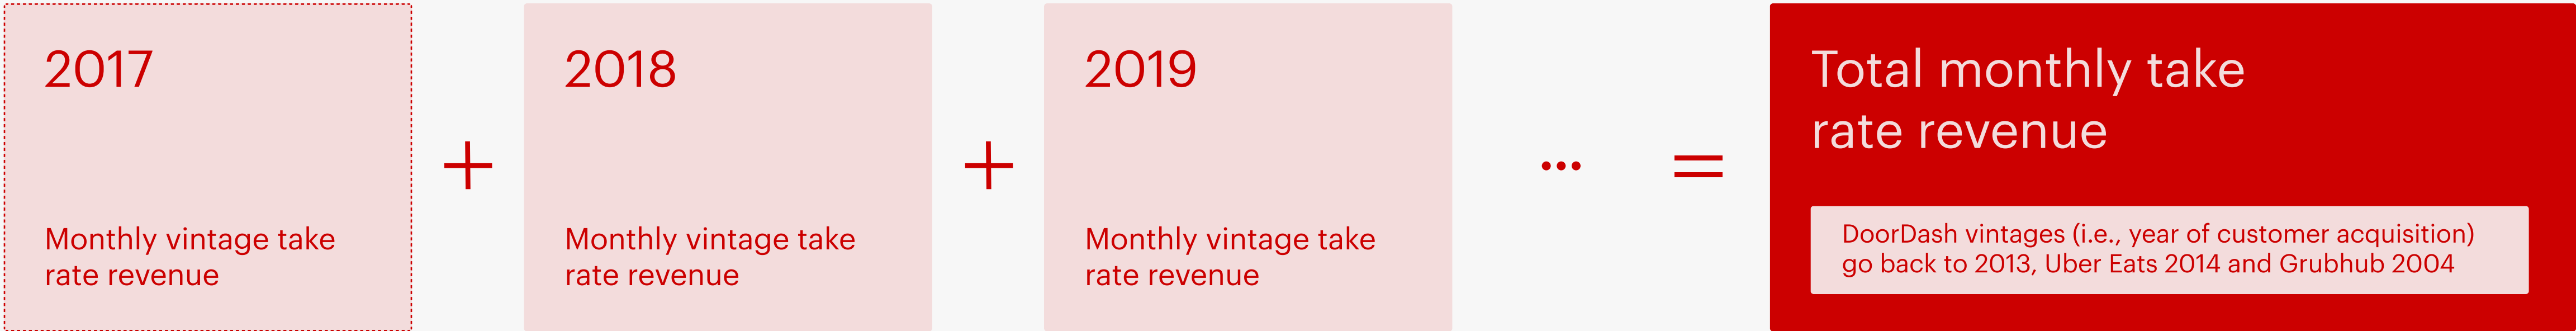 2017
Monthly vintage take
rate revenue
+
2018
Monthly vintage take
rate revenue
+
2019
Monthly vintage take
rate revenue
...
=
Total monthly take
rate revenue
DoorDash vintages (i.e., year of customer acquisition)
go back to 2013, Uber Eats 2014 and Grubhub 2004